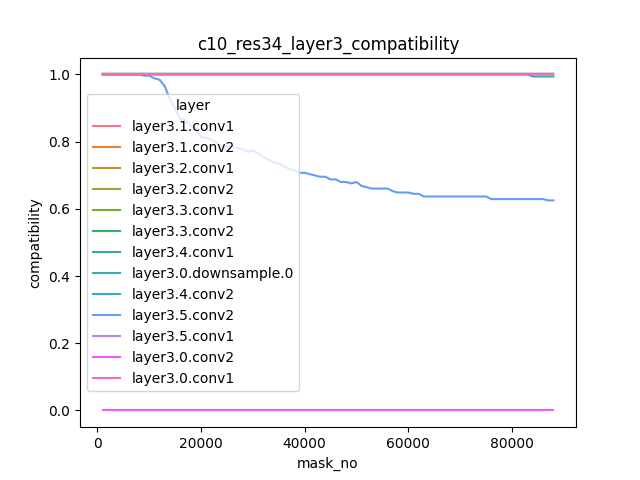 c10_res34_layer3_compatibility
compatibility
1.0
0.8
0.6
0.4
0.2
0.0
layer
layer3.1.conv1
layer3.1.conv2
layer3.2.conv1
layer3.2.conv2
layer3.3.conv1
layer3.3.conv2
layer3.4.conv1
layer3.0.downsample.0
layer3.4.conv2
layer3.5.conv2
layer3.5.conv1
layer3.0.conv2
layer3.0.conv1
0 20000 40000 60000 80000
mask_no